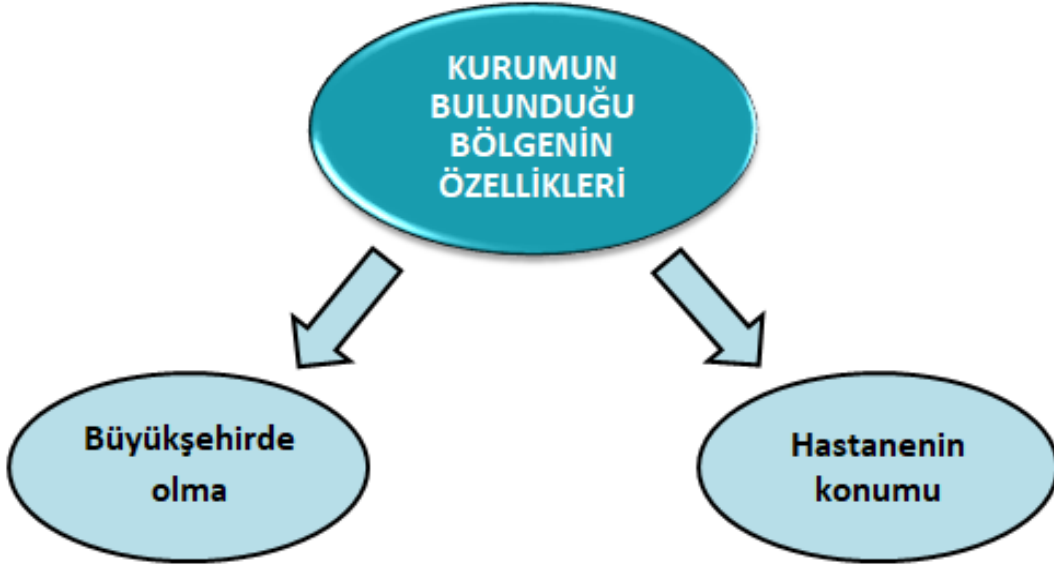 KURUMUN
BULUNDUĞU
BÖLGENİN
ÖZELLİKLERİ
Büyükşehirde
olma
Hastanenin
konumu